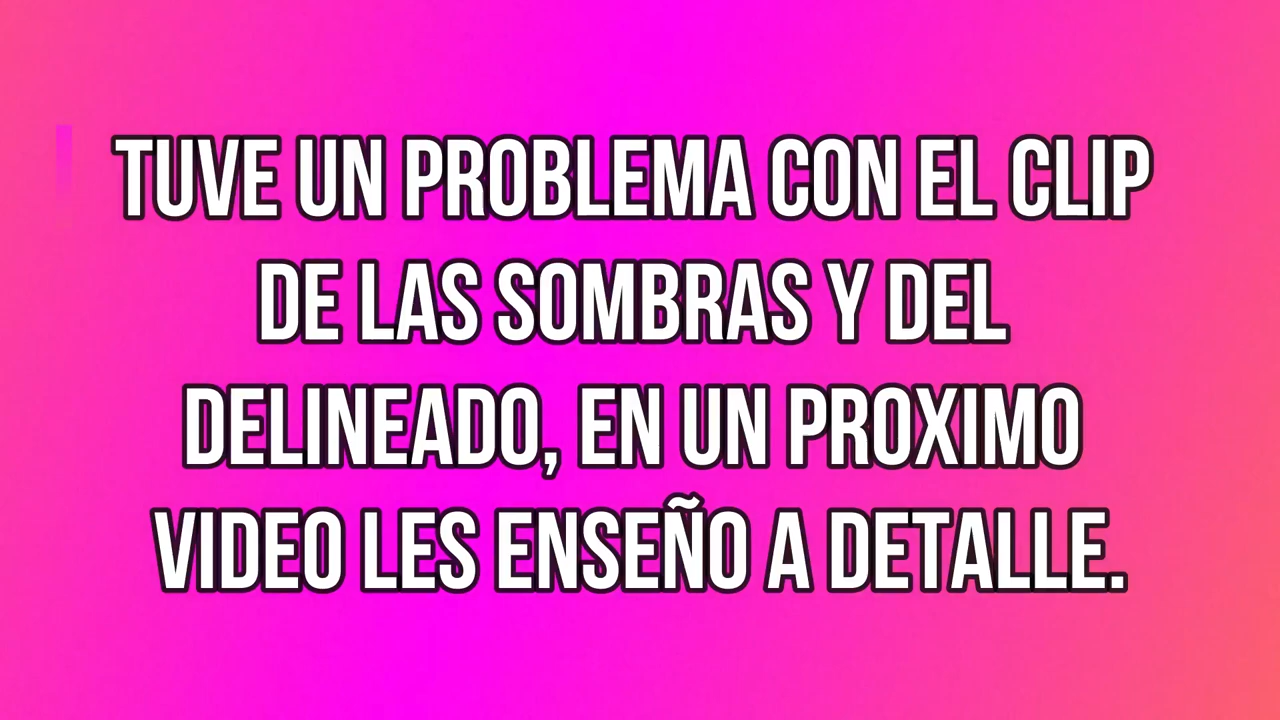 TUVE UN PROBLEMA CON EL CLIP
DE LAS SOMBRAS Y DEL
DELINEADO, EN UN PROXIMO
VIDEO LES ENSEÑO A DETALLE.